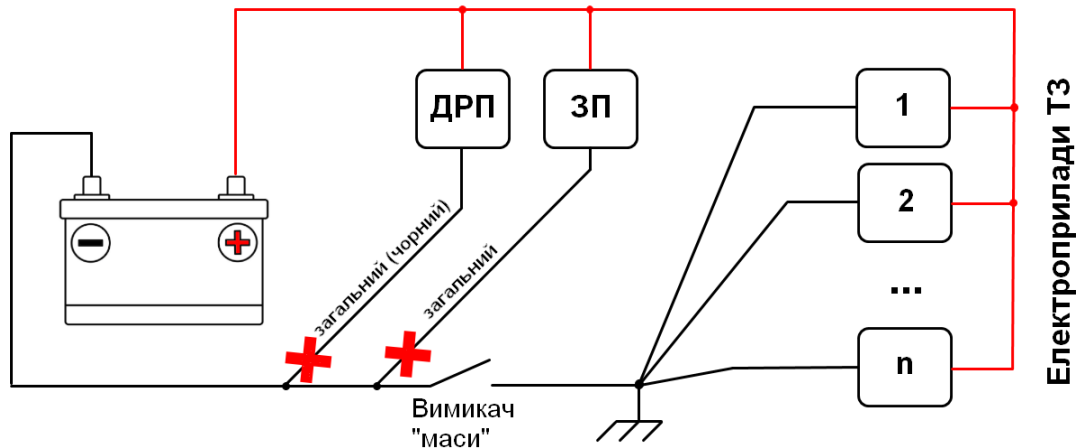 ДРП
ЗП
1
2
...
n
загальний (чорний)
загальний
Вимикач
"маси"
Електроприлади ТЗ